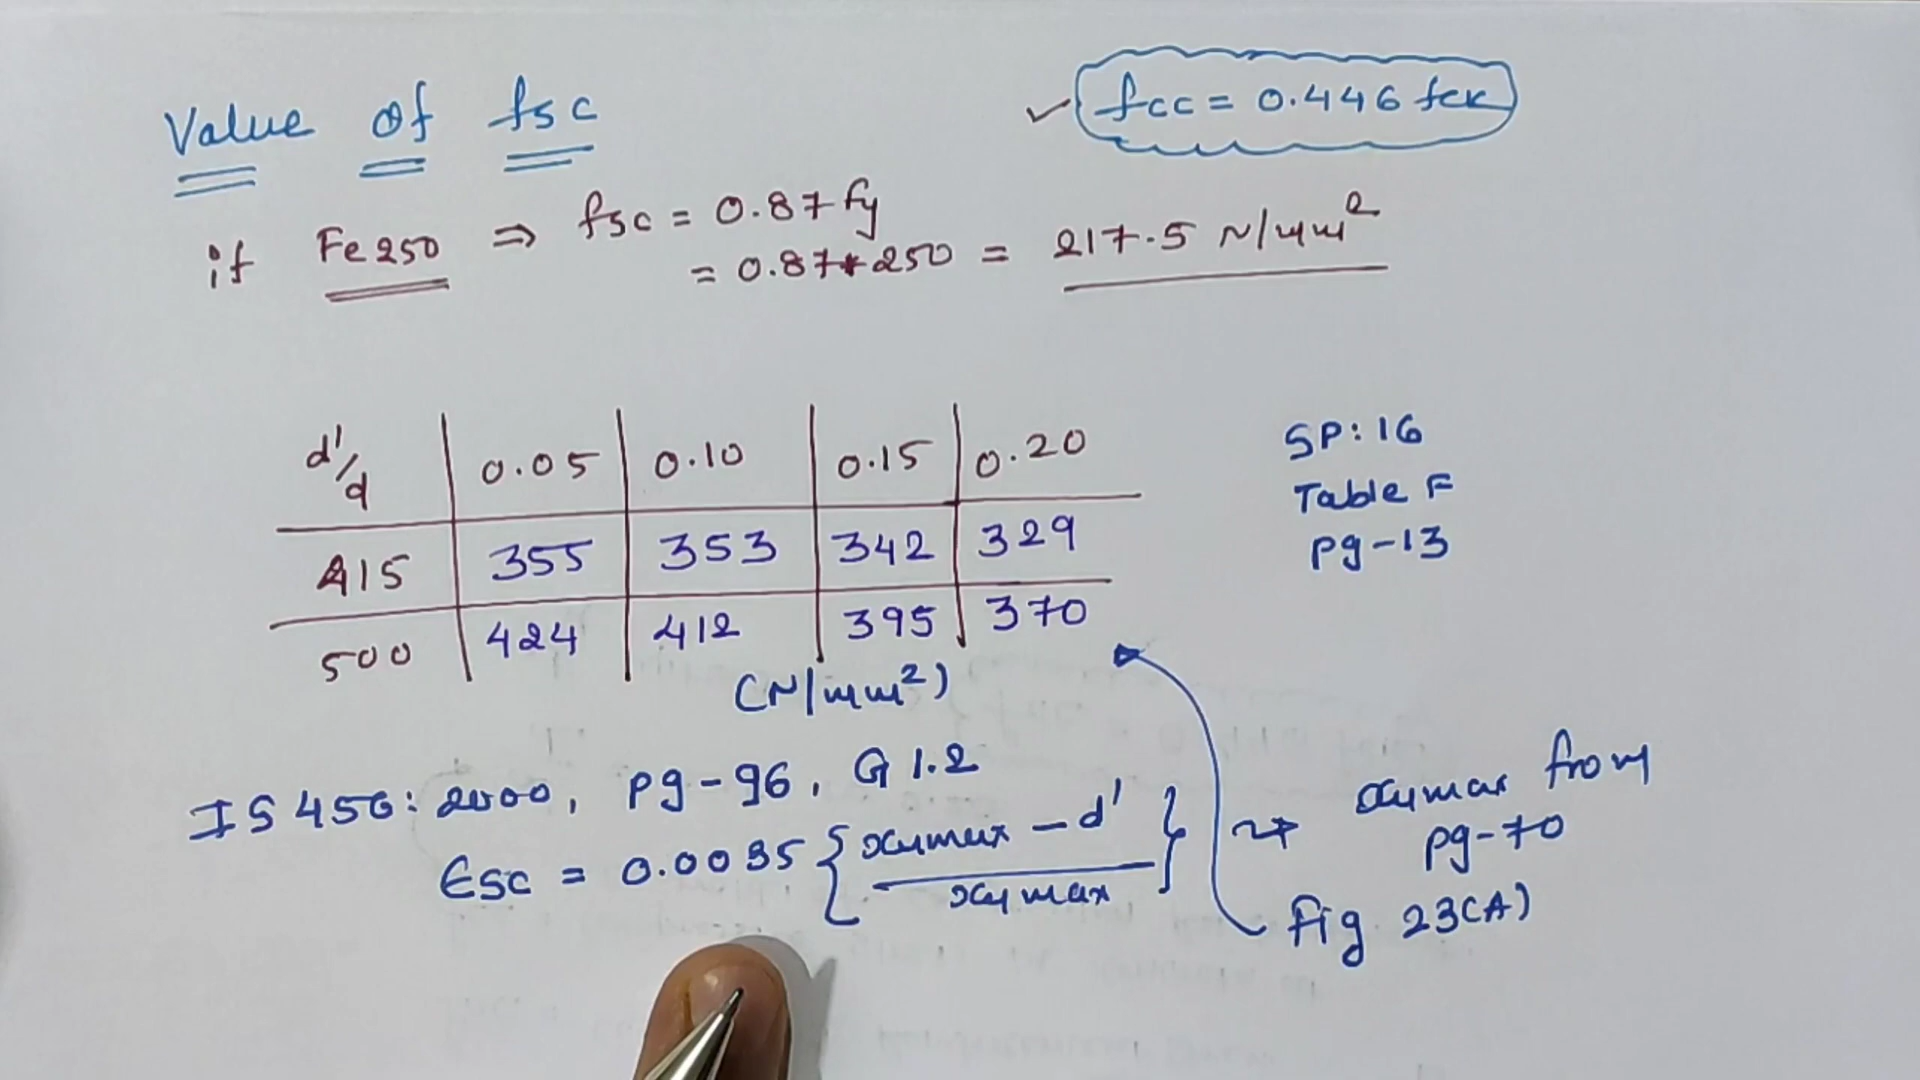 Value of fsc
✓ fcc = 0.446 fck
if Fe250 ⇒ fsc = 0.87 fy
= 0.87 * 250 = 217.5 N/mm²
d'/d 0.05 0.10 0.15 0.20
415 355 353 342 329
500 424 412 395 370
(N/mm²)
SP: 16
Table F
pg-13
IS 456: 2000, pg-96, G 1.2
Esc = 0.0035 { xumax - d' / xumax }
→ xumax from
pg-70
fig 23(A)